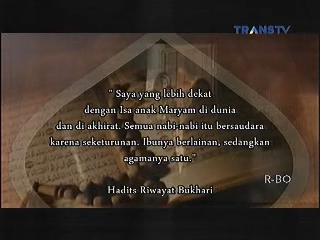 TRANSTV
" Saya yang lebih dekat
dengan Isa anak Maryam di dunia
dan di akhirat. Semua nabi-nabi itu bersaudara
karena seketurunan. Ibunya berlainan, sedangkan
agamanya satu."
Hadits Riwayat Bukhari
R-BO